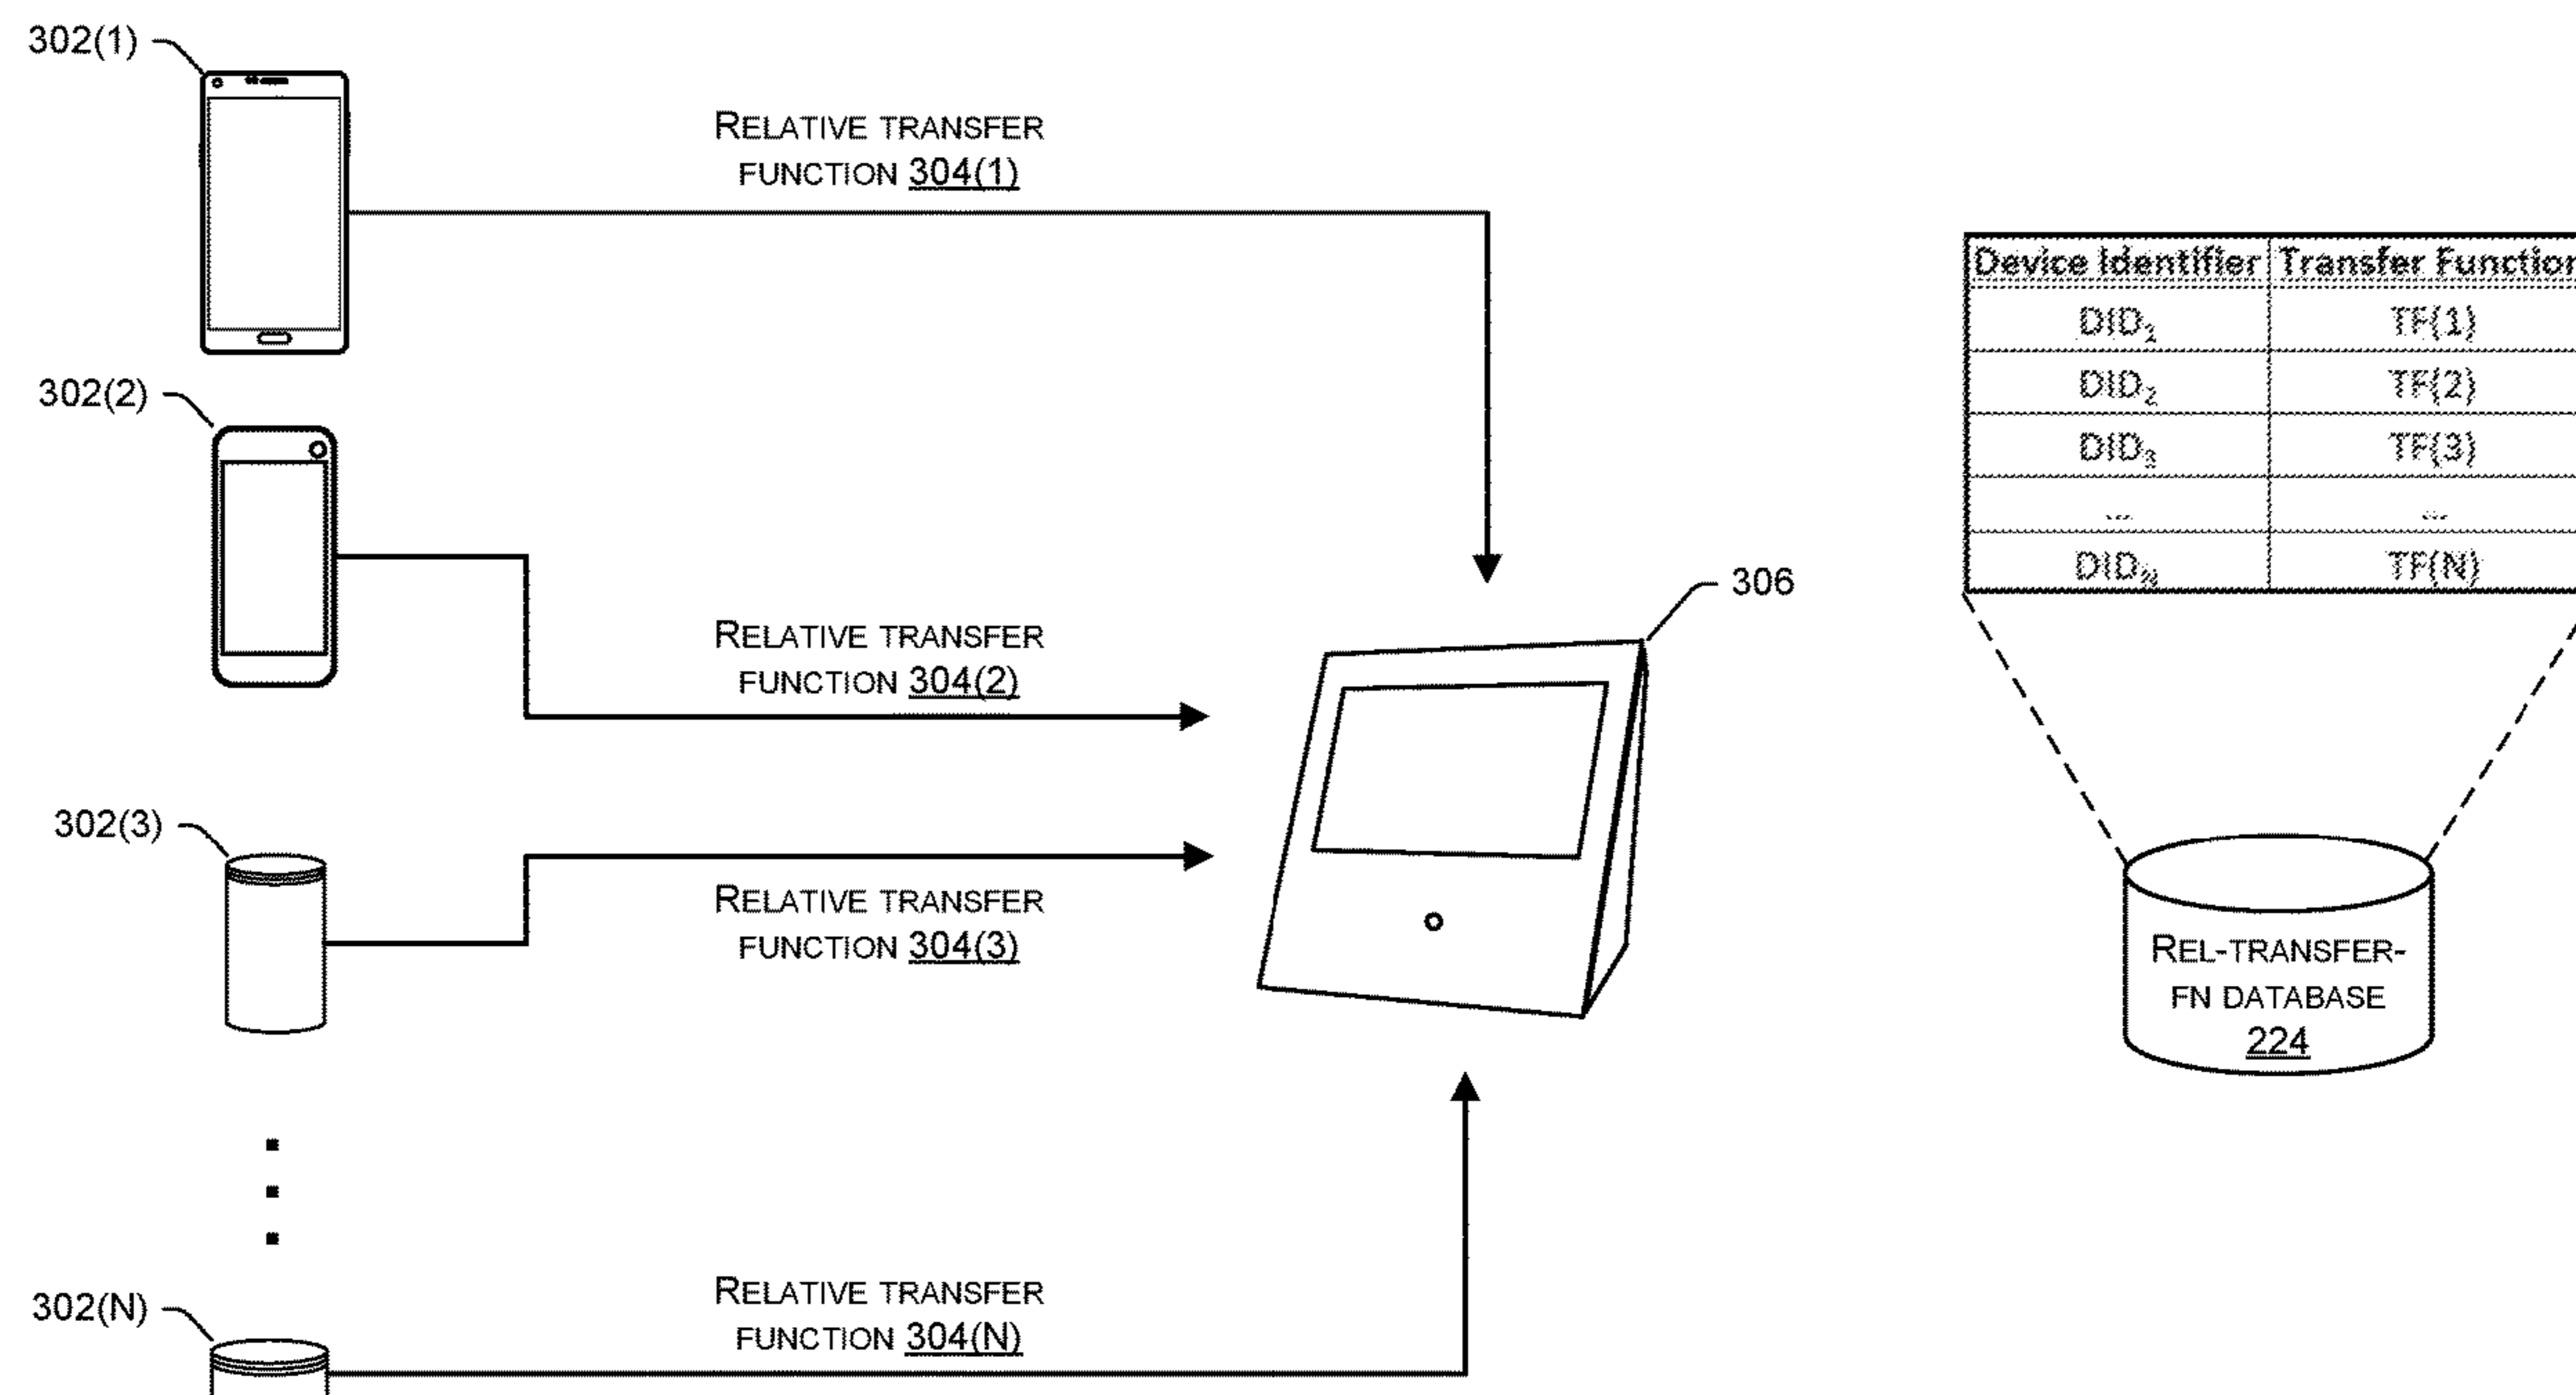 302(1)
RELATIVE TRANSFER
FUNCTION 304(1)
302(2)
RELATIVE TRANSFER
FUNCTION 304(2)
302(3)
RELATIVE TRANSFER
FUNCTION 304(3)
302(N)
RELATIVE TRANSFER
FUNCTION 304(N)
306
Device Identifier Transfer Function
DID₁ TF(1)
DID₂ TF(2)
DID₃ TF(3)
... ...
DID_N TF(N)
REL-TRANSFER-
FN DATABASE
224